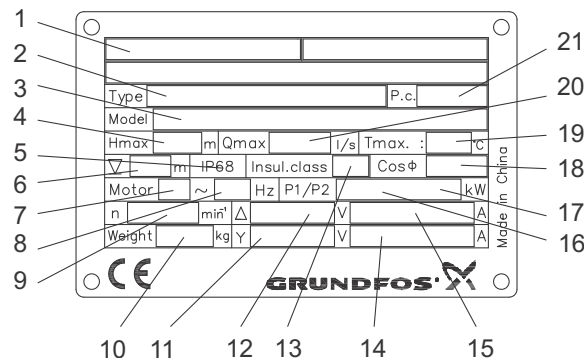 1
2
3
4
5
6
7
8
9
10
11
12
13
14
15
16
17
18
19
20
21
Type P.c.
Model
Hmax m Qmax l/s Tmax. : °C
▽ m IP68 Insul.class CosΦ
Motor ~ Hz P1/P2 kW
n min⁻¹ △ V A
Weight kg Y V A
Made in China
CE GRUNDFOS